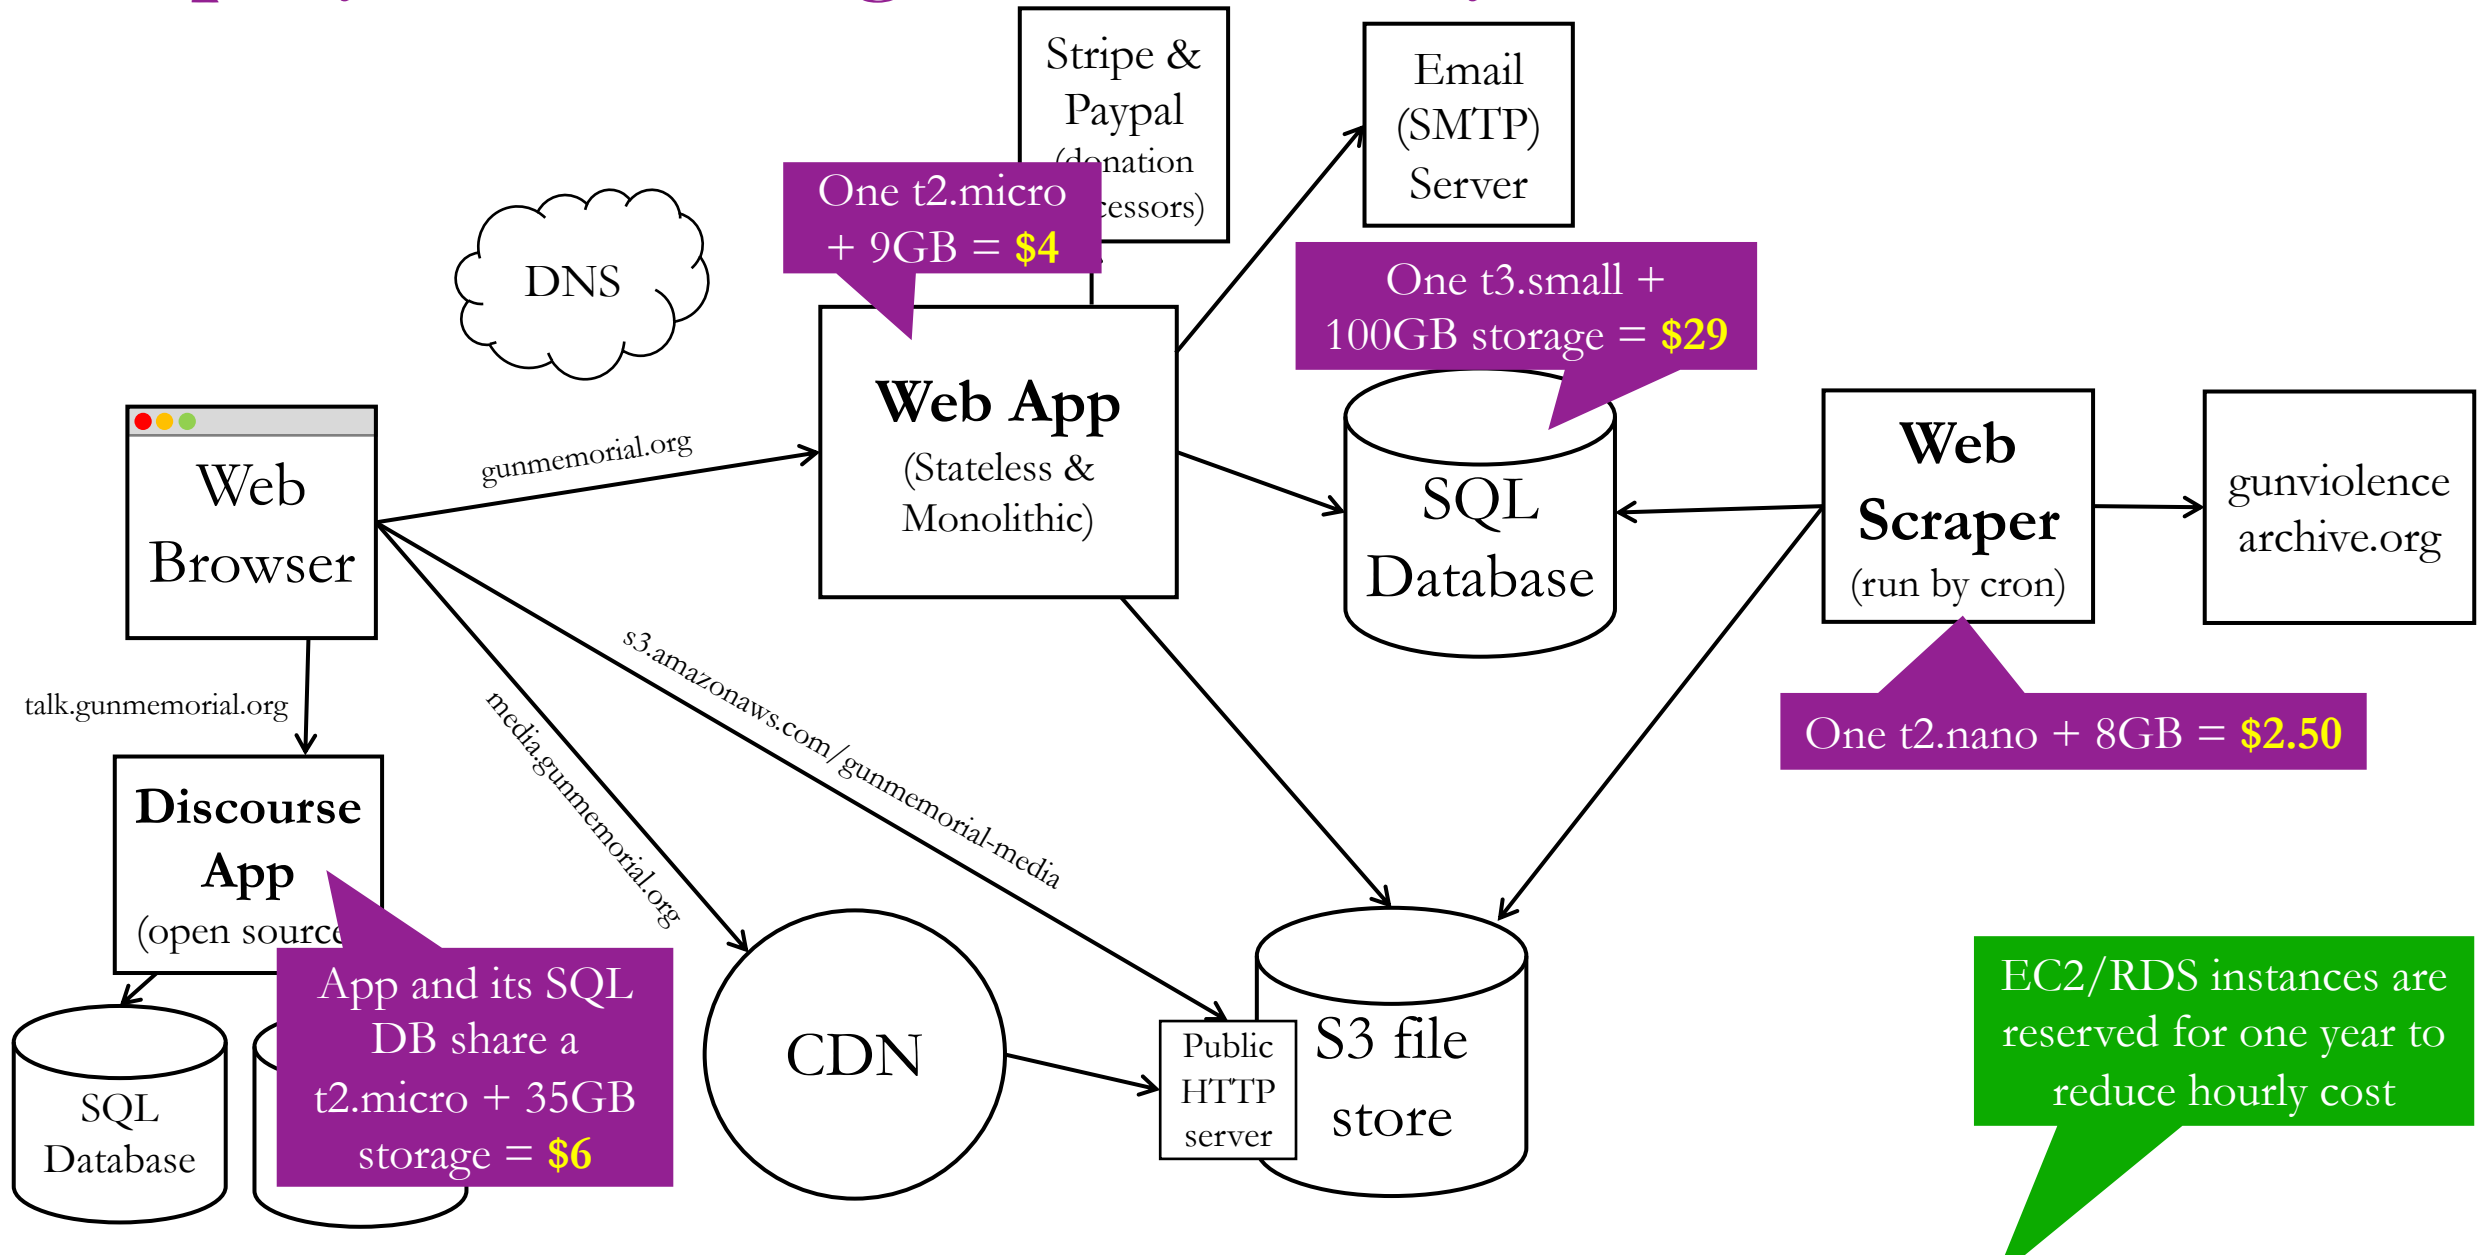 Stripe &
Paypal
(donation
cessors)
Email
(SMTP)
Server
One t2.micro
+ 9GB = $4
DNS
One t3.small +
100GB storage = $29
Web App
(Stateless &
Monolithic)
gunmemorial.org
Web
Browser
SQL
Database
Web
Scraper
(run by cron)
gunviolence
archive.org
One t2.nano + 8GB = $2.50
talk.gunmemorial.org
media.gunmemorial.org
s3.amazonaws.com/gunmemorial-media
Discourse
App
(open source
App and its SQL
DB share a
t2.micro + 35GB
storage = $6
SQL
Database
CDN
Public
HTTP
server
S3 file
store
EC2/RDS instances are
reserved for one year to
reduce hourly cost